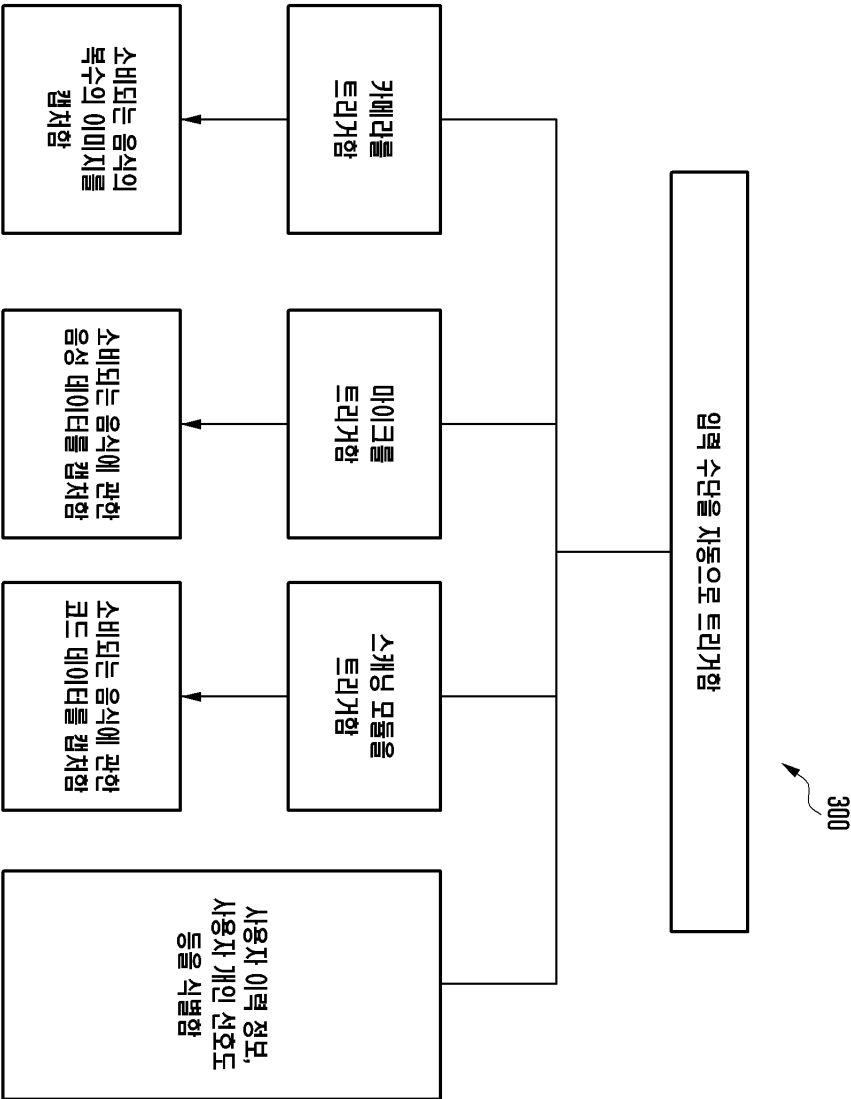 300
입력 수단을 자동으로 트리거함
카메라를
트리거함
마이크를
트리거함
스캐닝 모듈을
트리거함
사용자 이력 정보,
사용자 개인 선호도
등을 식별함
소비되는 음식의
복수의 이미지를
캡처함
소비되는 음식에 관한
음성 데이터를 캡처함
소비되는 음식에 관한
코드 데이터를 캡처함